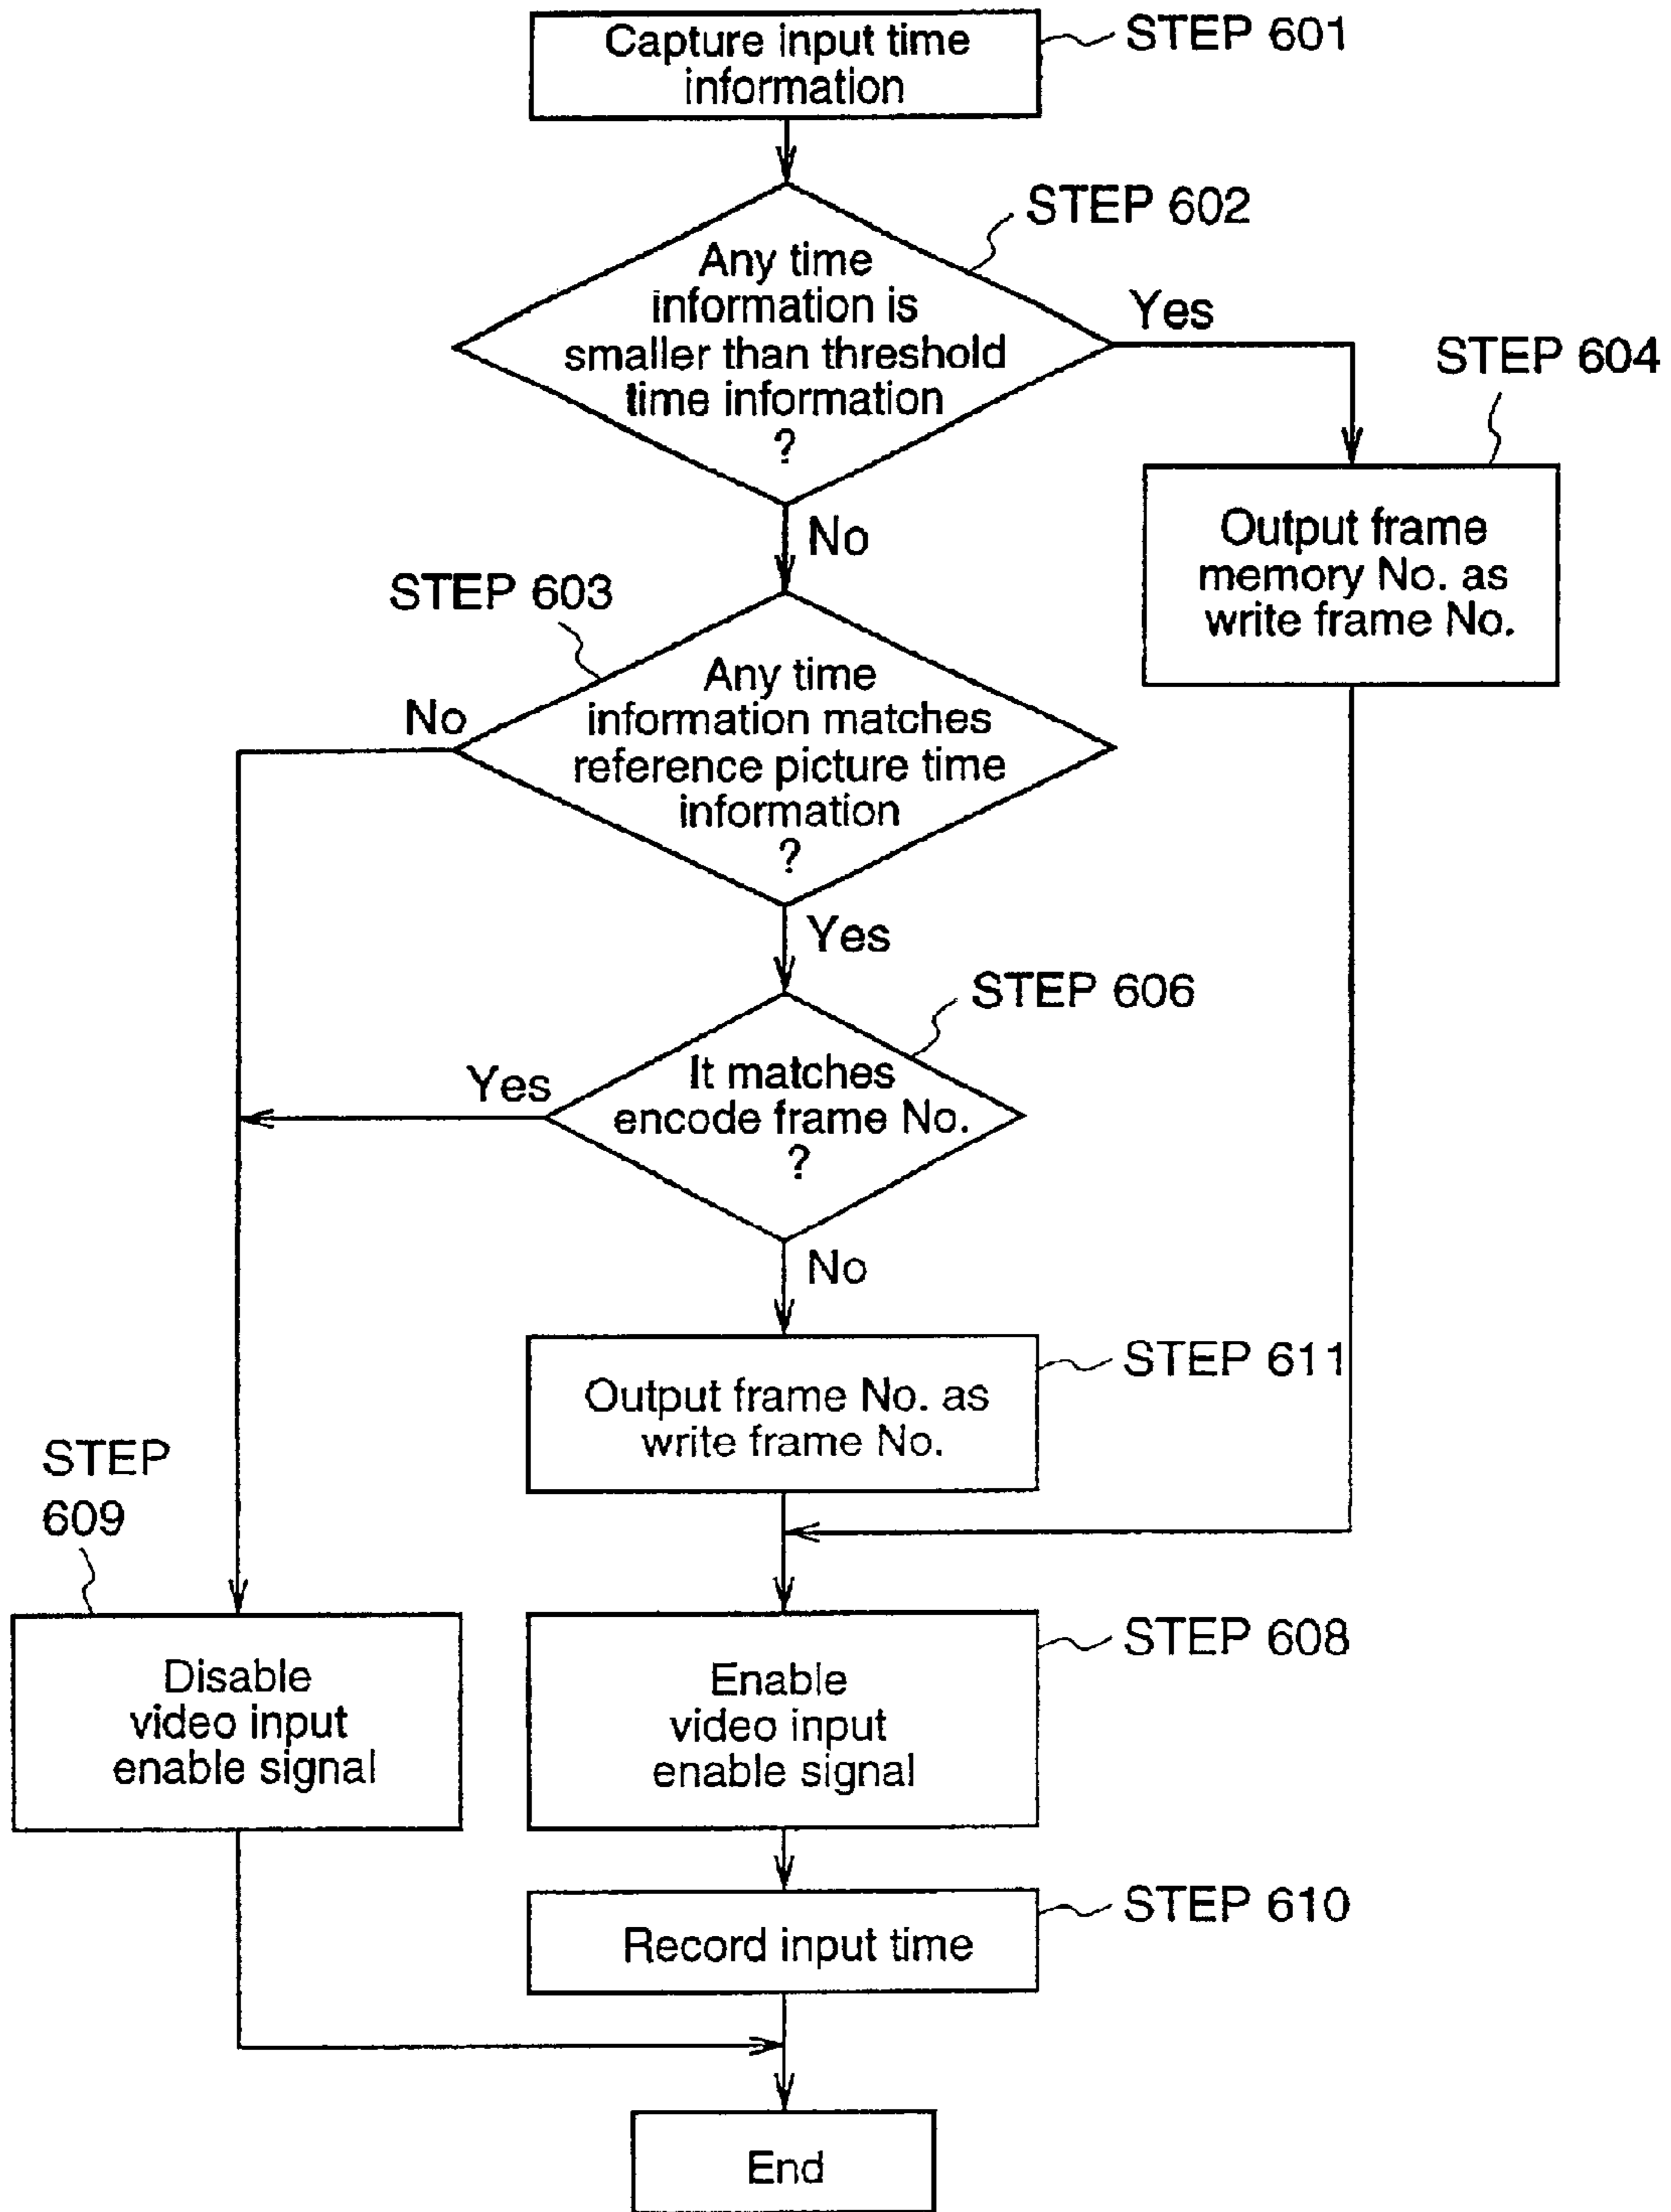 Capture input time
information
STEP 601
STEP 602
Any time
information is
smaller than threshold
time information
?
Yes
STEP 604
Output frame
memory No. as
write frame No.
No
STEP 603
Any time
information matches
reference picture time
information
?
No
Yes
STEP 606
It matches
encode frame No.
?
Yes
No
STEP 611
Output frame No. as
write frame No.
STEP
609
Disable
video input
enable signal
STEP 608
Enable
video input
enable signal
STEP 610
Record input time
End